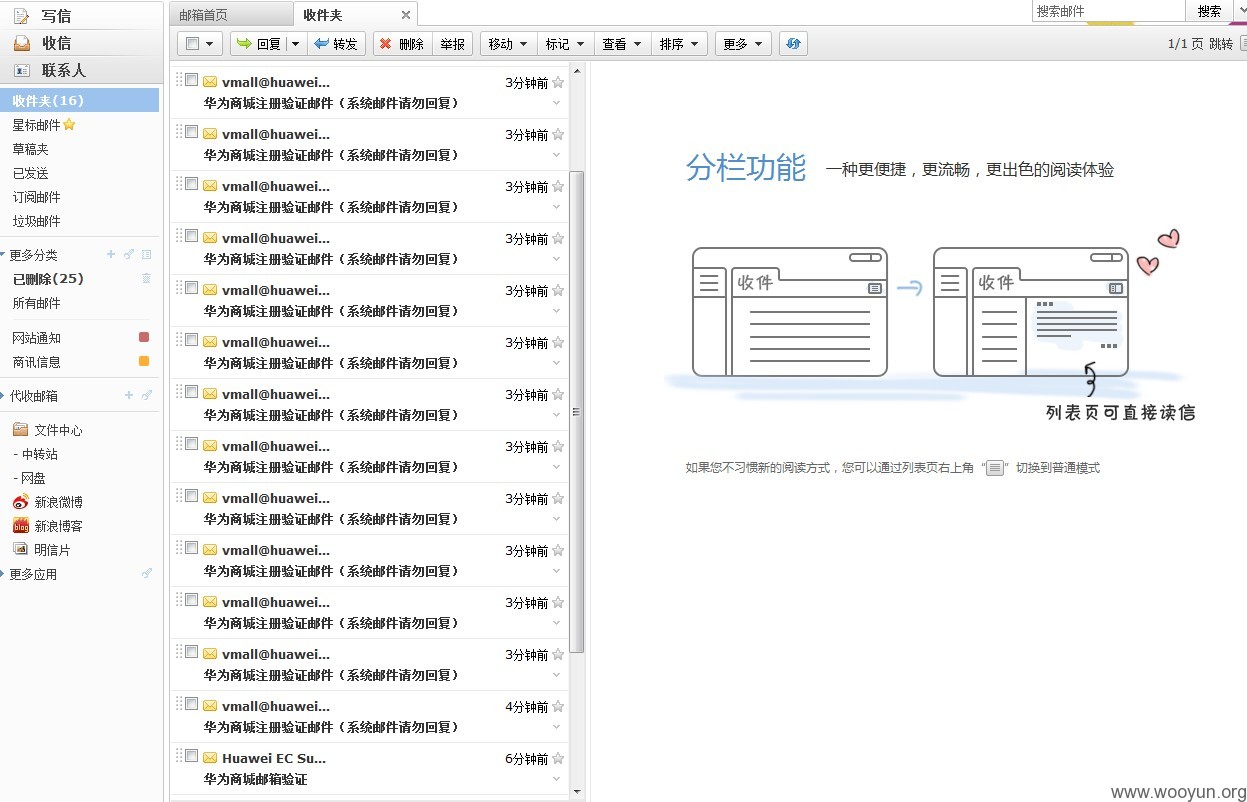 写信
收信
联系人
收件夹(16)
星标邮件
草稿夹
已发送
订阅邮件
垃圾邮件
更多分类
已删除(25)
所有邮件
网站通知
商讯信息
代收邮箱
文件中心
- 中转站
- 网盘
新浪微博
新浪博客
明信片
更多应用
邮箱首页 收件夹
搜索邮件 搜索
回复 转发 删除 举报 移动 标记 查看 排序 更多 1/1 页 跳转
vmall@huawei... 3分钟前
华为商城注册验证邮件（系统邮件请勿回复）
vmall@huawei... 3分钟前
华为商城注册验证邮件（系统邮件请勿回复）
vmall@huawei... 3分钟前
华为商城注册验证邮件（系统邮件请勿回复）
vmall@huawei... 3分钟前
华为商城注册验证邮件（系统邮件请勿回复）
vmall@huawei... 3分钟前
华为商城注册验证邮件（系统邮件请勿回复）
vmall@huawei... 3分钟前
华为商城注册验证邮件（系统邮件请勿回复）
vmall@huawei... 3分钟前
华为商城注册验证邮件（系统邮件请勿回复）
vmall@huawei... 3分钟前
华为商城注册验证邮件（系统邮件请勿回复）
vmall@huawei... 3分钟前
华为商城注册验证邮件（系统邮件请勿回复）
vmall@huawei... 3分钟前
华为商城注册验证邮件（系统邮件请勿回复）
vmall@huawei... 3分钟前
华为商城注册验证邮件（系统邮件请勿回复）
vmall@huawei... 3分钟前
华为商城注册验证邮件（系统邮件请勿回复）
vmall@huawei... 4分钟前
华为商城注册验证邮件（系统邮件请勿回复）
Huawei EC Su... 6分钟前
华为商城邮箱验证
分栏功能 一种更便捷，更流畅，更出色的阅读体验
收件 收件
列表页可直接读信
如果您不习惯新的阅读方式，您可以通过列表页右上角 “ ” 切换到普通模式
www.wooyun.org